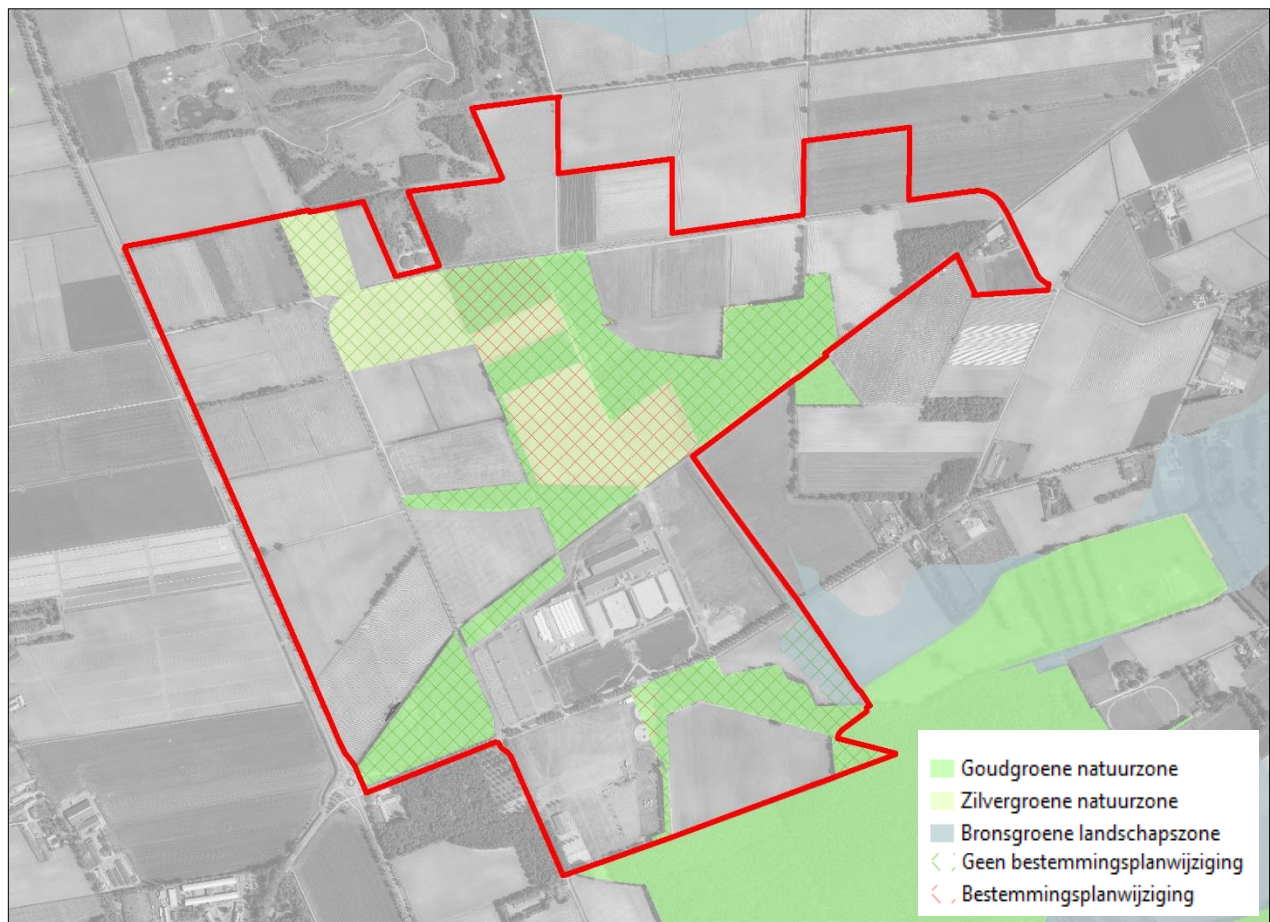 Goudgroene natuurzone
Zilvergroene natuurzone
Bronsgroene landschapszone
Geen bestemmingsplanwijziging
Bestemmingsplanwijziging